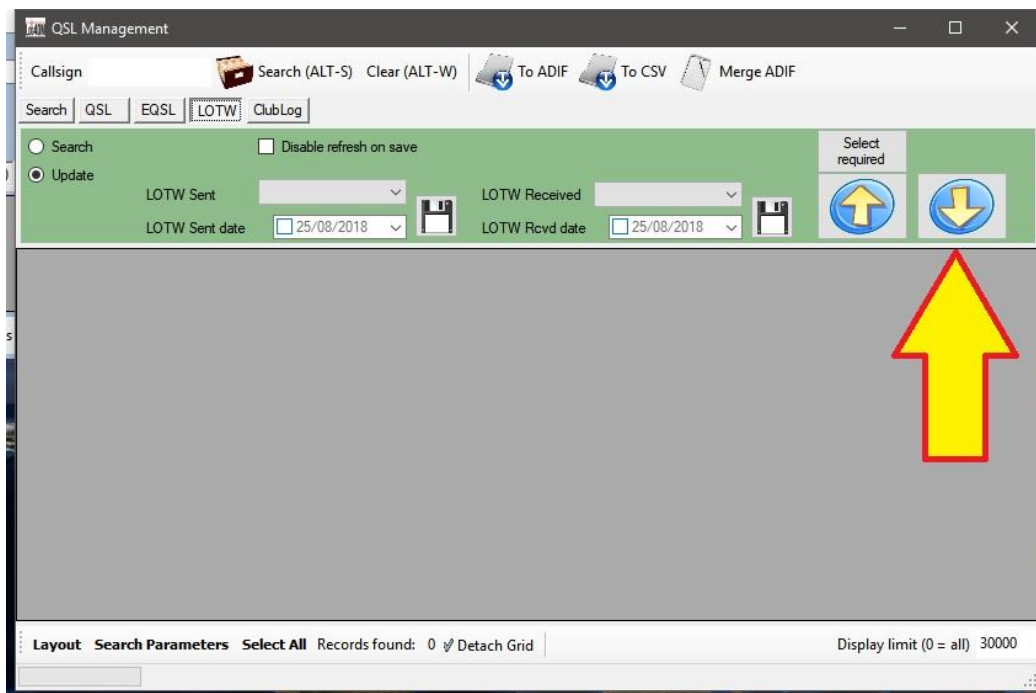 QSL Management
Callsign Search (ALT-S) Clear (ALT-W) To ADIF To CSV Merge ADIF
Search QSL EQSL LOTW ClubLog
Search Disable refresh on save Select required
Update
LOTW Sent LOTW Received
LOTW Sent date 25/08/2018 LOTW Rcvd date 25/08/2018
Layout Search Parameters Select All Records found: 0 Detach Grid Display limit (0 = all) 30000